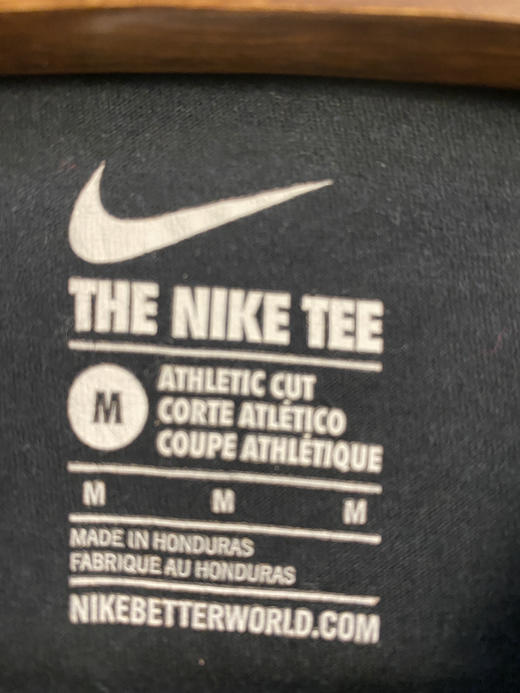 THE NIKE TEE
M
ATHLETIC CUT
CORTE ATLÉTICO
COUPE ATHLÉTIQUE
M M M
MADE IN HONDURAS
FABRIQUE AU HONDURAS
NIKEBETTERWORLD.COM